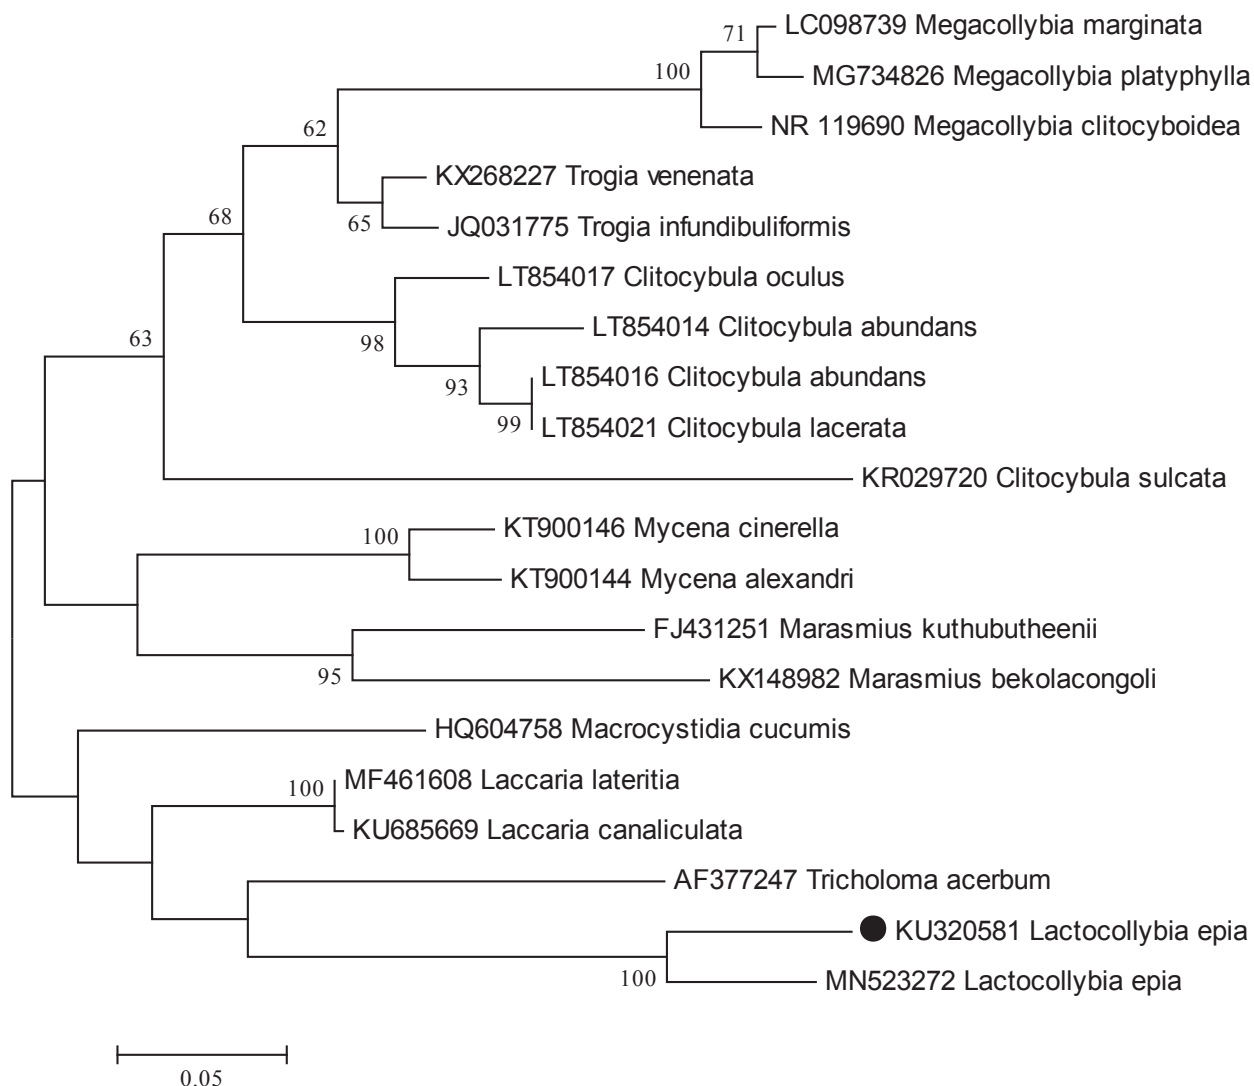 LC098739 Megacollybia marginata
71
MG734826 Megacollybia platyphylla
100
NR 119690 Megacollybia clitocyboidea
62
KX268227 Trogia venenata
68
65
JQ031775 Trogia infundibuliformis
LT854017 Clitocybula oculus
LT854014 Clitocybula abundans
63
98
LT854016 Clitocybula abundans
93
99
LT854021 Clitocybula lacerata
KR029720 Clitocybula sulcata
KT900146 Mycena cinerella
100
KT900144 Mycena alexandri
FJ431251 Marasmius kuthubutheenii
95
KX148982 Marasmius bekolacongoli
HQ604758 Macrocystidia cucumis
MF461608 Laccaria lateritia
100
KU685669 Laccaria canaliculata
AF377247 Tricholoma acerbum
KU320581 Lactocollybia epia
100
MN523272 Lactocollybia epia
0.05